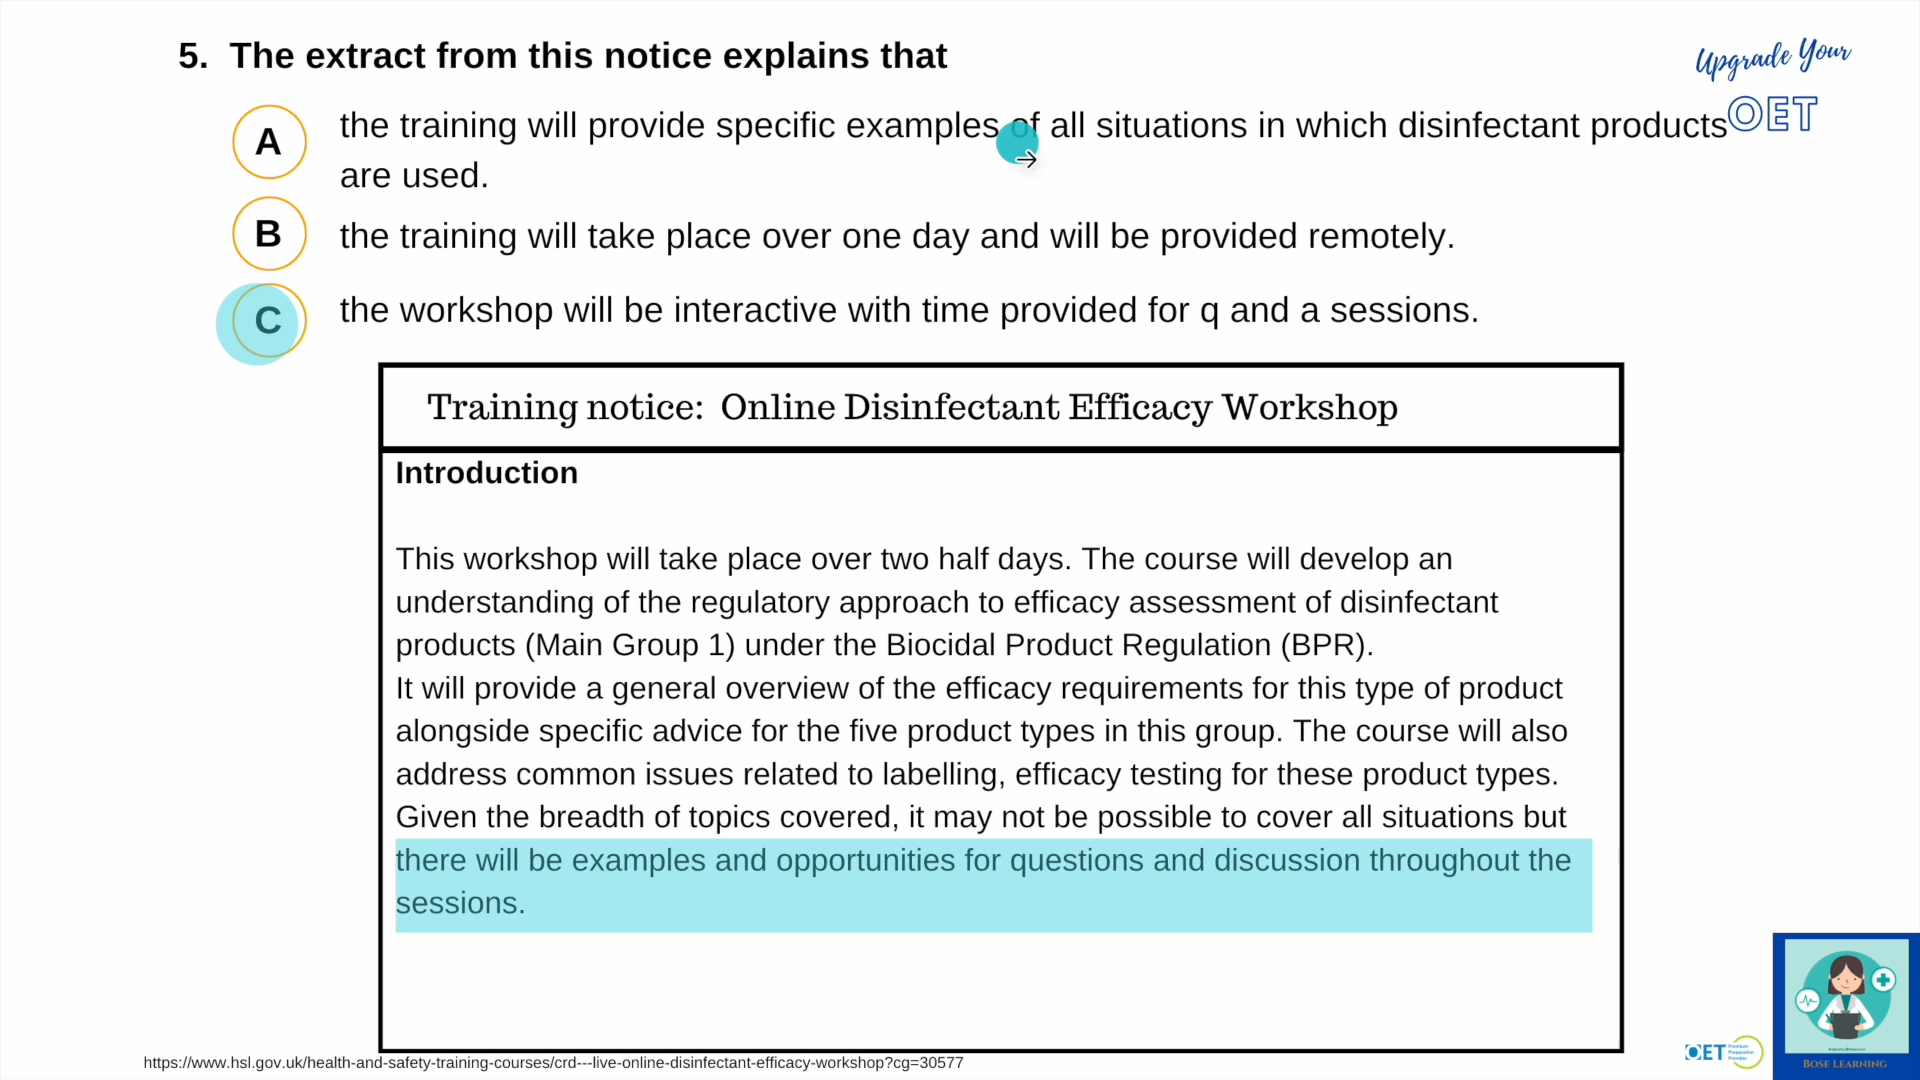 5. The extract from this notice explains that
Upgrade Your
OET
A the training will provide specific examples of all situations in which disinfectant products
are used.
B the training will take place over one day and will be provided remotely.
C the workshop will be interactive with time provided for q and a sessions.
Training notice: Online Disinfectant Efficacy Workshop
Introduction
This workshop will take place over two half days. The course will develop an
understanding of the regulatory approach to efficacy assessment of disinfectant
products (Main Group 1) under the Biocidal Product Regulation (BPR).
It will provide a general overview of the efficacy requirements for this type of product
alongside specific advice for the five product types in this group. The course will also
address common issues related to labelling, efficacy testing for these product types.
Given the breadth of topics covered, it may not be possible to cover all situations but
there will be examples and opportunities for questions and discussion throughout the
sessions.
https://www.hsl.gov.uk/health-and-safety-training-courses/crd---live-online-disinfectant-efficacy-workshop?cg=30577
OET
Premium
Preparation
Provider
BOSE LEARNING